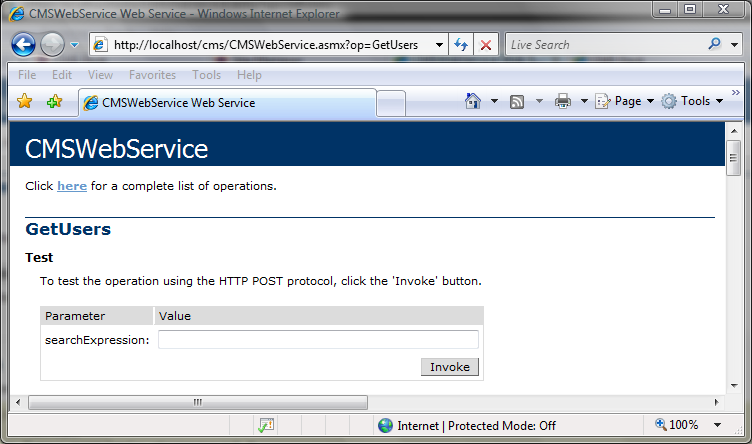 CMSWebService Web Service - Windows Internet Explorer
http://localhost/cms/CMSWebService.asmx?op=GetUsers
Live Search
File Edit View Favorites Tools Help
CMSWebService Web Service
Page Tools
CMSWebService
Click here for a complete list of operations.
GetUsers
Test
To test the operation using the HTTP POST protocol, click the 'Invoke' button.
Parameter Value
searchExpression:
Invoke
Internet | Protected Mode: Off
100%